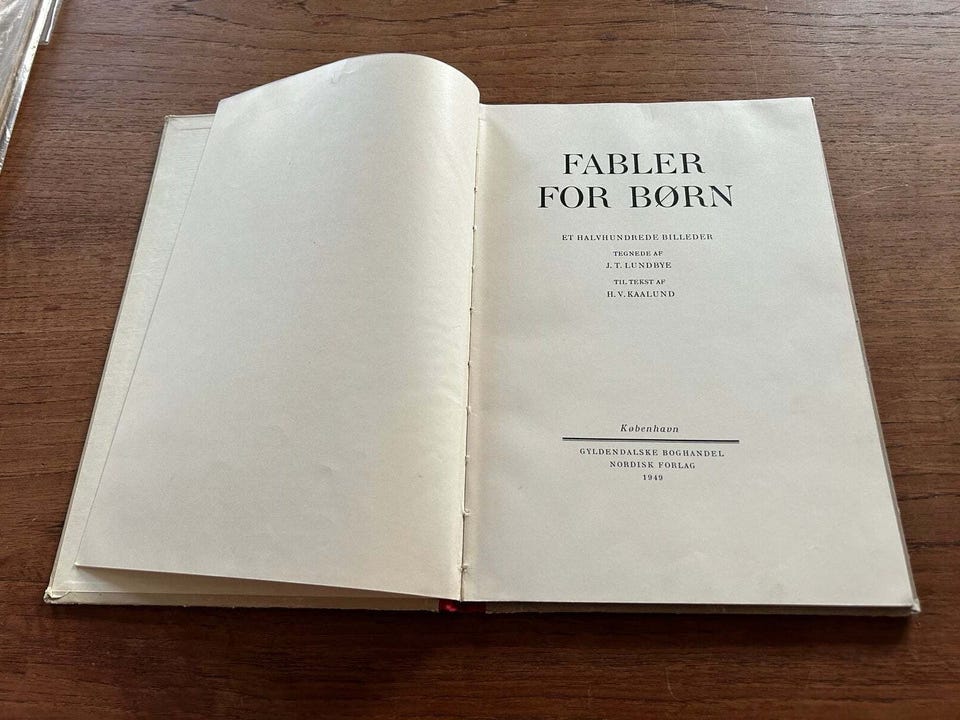 FABLER
FOR BØRN
ET HALVHUNDREDE BILLEDER
TEGNEDE AF
J. T. LUNDBYE
TIL TEKST AF
H. V. KAALUND
København
GYLDENDALSKE BOGHANDEL
NORDISK FORLAG
1949